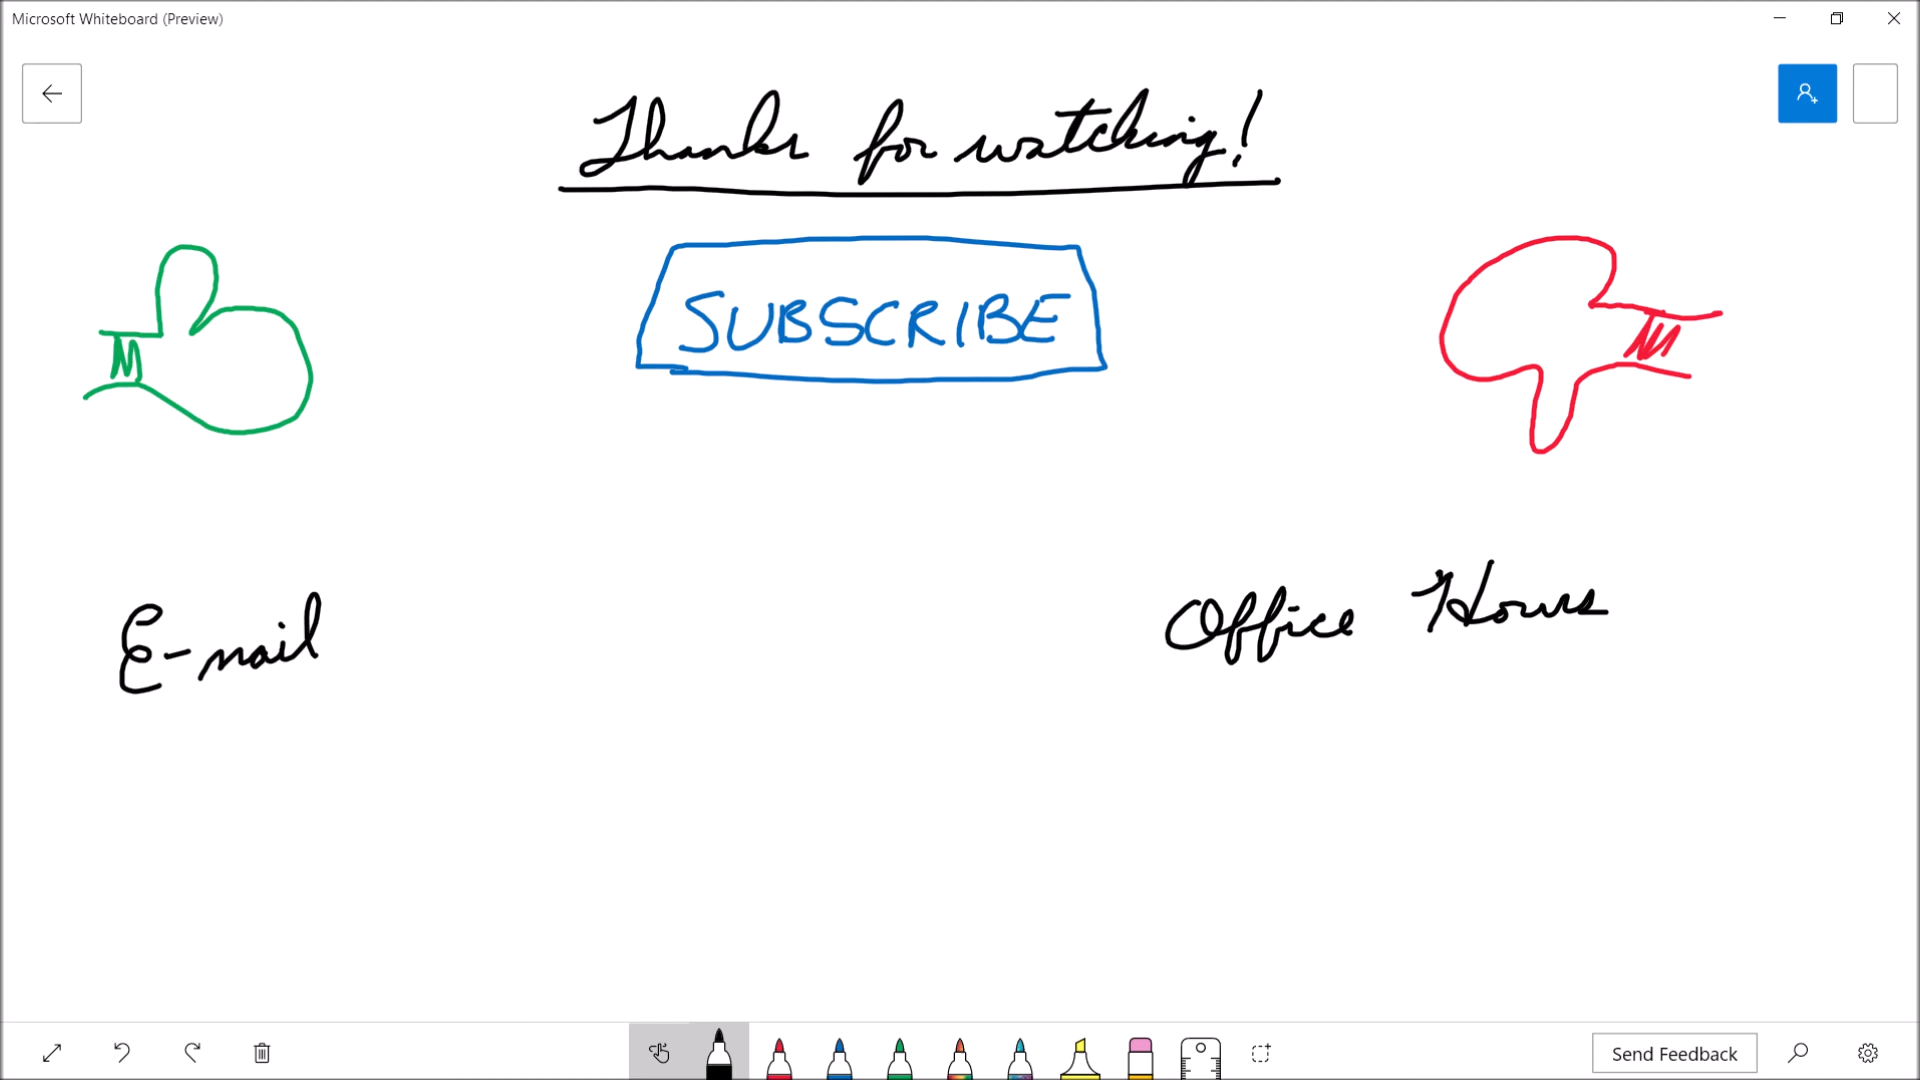 Microsoft Whiteboard (Preview)
Thanks for watching!
SUBSCRIBE
E-mail
Office Hours
Send Feedback